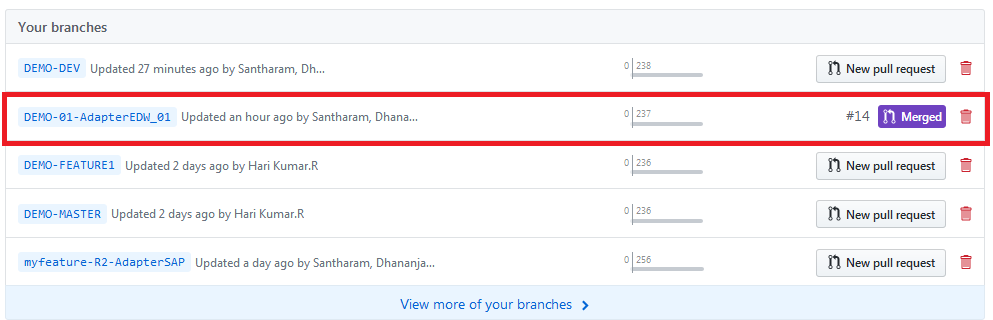 Your branches
DEMO-DEV Updated 27 minutes ago by Santharam, Dh... 0 238 New pull request
DEMO-01-AdapterEDW_01 Updated an hour ago by Santharam, Dhana... 0 237 #14 Merged
DEMO-FEATURE1 Updated 2 days ago by Hari Kumar.R 0 236 New pull request
DEMO-MASTER Updated 2 days ago by Hari Kumar.R 0 236 New pull request
myfeature-R2-AdapterSAP Updated a day ago by Santharam, Dhananja... 0 256 New pull request
View more of your branches